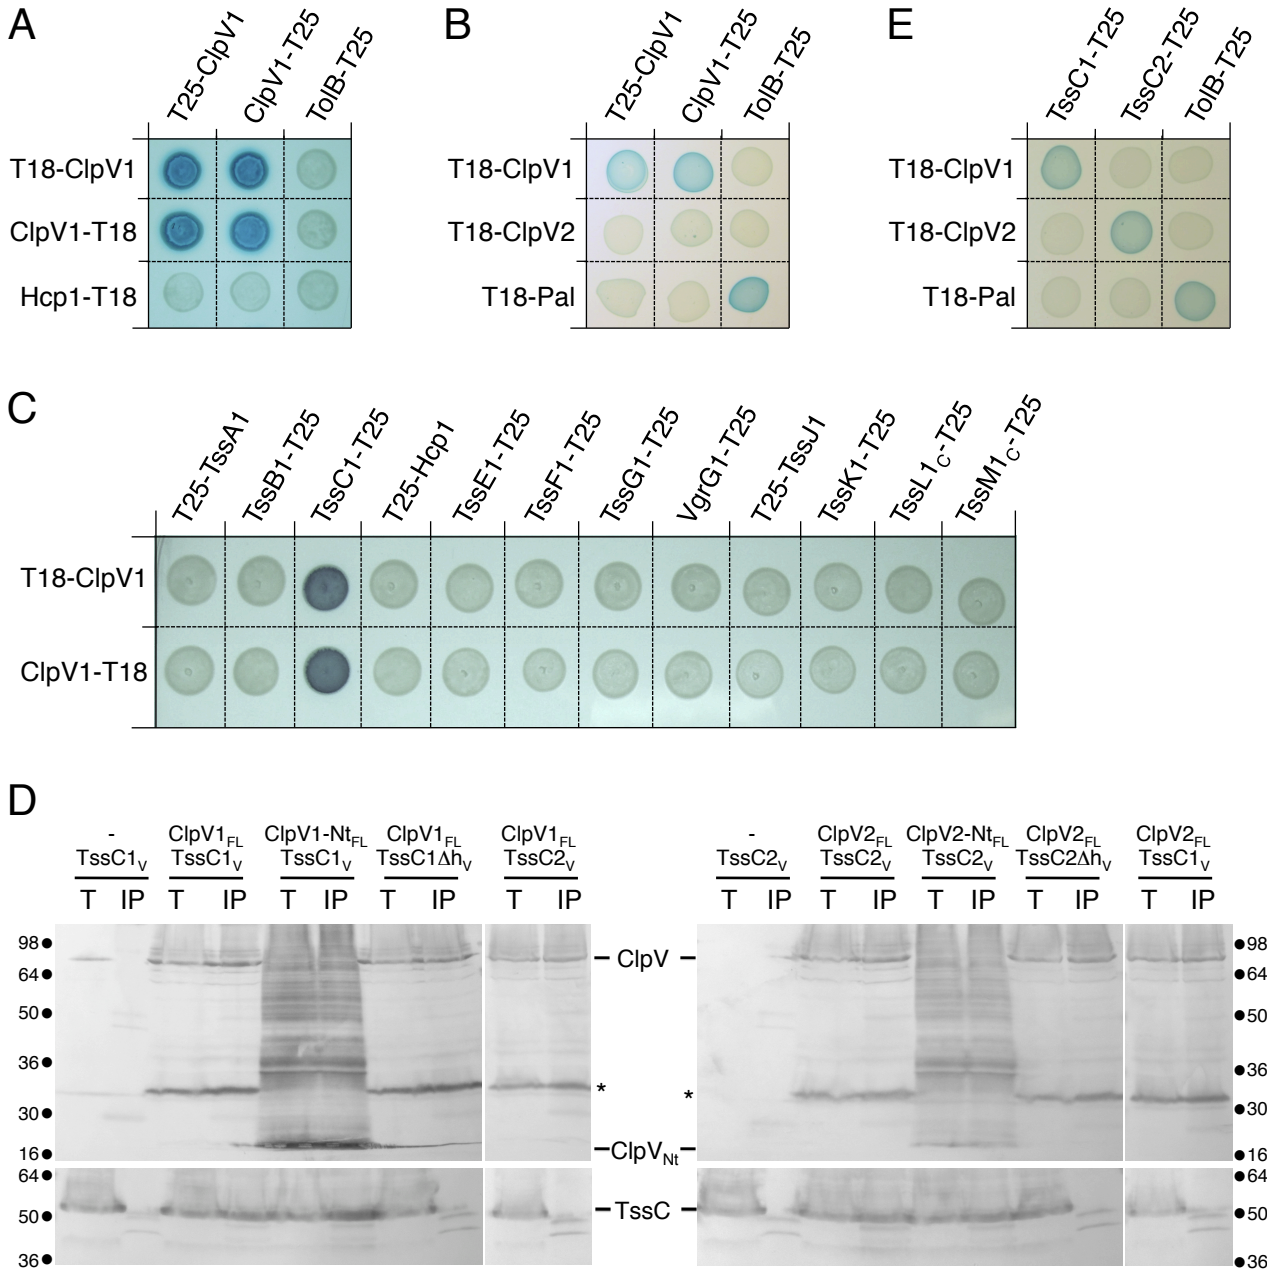 A
T25-ClpV1
ClpV1-T25
TolB-T25
T18-ClpV1
ClpV1-T18
Hcp1-T18
B
T25-ClpV1
ClpV1-T25
TolB-T25
T18-ClpV1
T18-ClpV2
T18-Pal
E
TssC1-T25
TssC2-T25
TolB-T25
T18-ClpV1
T18-ClpV2
T18-Pal
C
T25-TssA1
TssB1-T25
TssC1-T25
T25-Hcp1
TssE1-T25
TssF1-T25
TssG1-T25
VgrG1-T25
T25-TssJ1
TssK1-T25
TssL1C-T25
TssM1C-T25
T18-ClpV1
ClpV1-T18
D
- ClpV1FL ClpV1-NtFL ClpV1FL ClpV1FL - ClpV2FL ClpV2-NtFL ClpV2FL ClpV2FL
TssC1V TssC1V TssC1V TssC1ΔhV TssC2V TssC2V TssC2V TssC2V TssC2ΔhV TssC1V
T IP T IP T IP T IP T IP T IP T IP T IP T IP T IP
98 98
ClpV
64 64
50 50
36 36
* *
30 30
ClpVNt
16 16
64 64
50 TssC 50
36 36